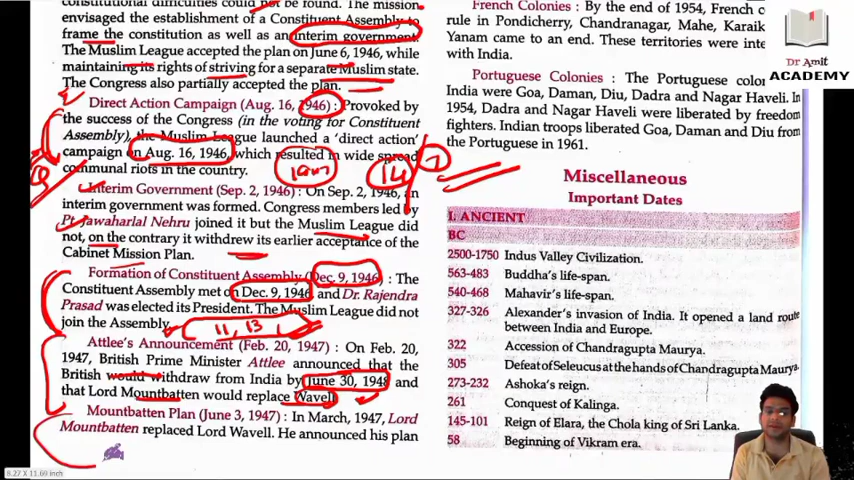 constitutional difficulties could not be found. The mission
envisaged the establishment of a Constituent Assembly to
frame the constitution as well as an interim government.
The Muslim League accepted the plan on June 6, 1946, while
maintaining its rights of striving for a separate Muslim state.
The Congress also partially accepted the plan.
Direct Action Campaign (Aug. 16, 1946) : Provoked by
the success of the Congress (in the voting for Constituent
Assembly), the Muslim League launched a 'direct action'
campaign on Aug. 16, 1946, which resulted in wide spread
communal riots in the country.
Interim Government (Sep. 2, 1946) : On Sep. 2, 1946, an
interim government was formed. Congress members led by
Pt. Jawaharlal Nehru joined it but the Muslim League did
not, on the contrary it withdrew its earlier acceptance of the
Cabinet Mission Plan.
Formation of Constituent Assembly (Dec. 9, 1946) : The
Constituent Assembly met on Dec. 9, 1946 and Dr. Rajendra
Prasad was elected its President. The Muslim League did not
join the Assembly.
11, 13
Attlee's Announcement (Feb. 20, 1947) : On Feb. 20,
1947, British Prime Minister Attlee announced that the
British would withdraw from India by June 30, 1948 and
that Lord Mountbatten would replace Wavell.
Mountbatten Plan (June 3, 1947) : In March, 1947, Lord
Mountbatten replaced Lord Wavell. He announced his plan
8.27 x 11.69 inch
14
French Colonies : By the end of 1954, French c
rule in Pondicherry, Chandranagar, Mahe, Karaik
Yanam came to an end. These territories were inte
with India.
Portuguese Colonies : The Portuguese color
India were Goa, Daman, Diu, Dadra and Nagar Haveli. In
1954, Dadra and Nagar Haveli were liberated by freedom
fighters. Indian troops liberated Goa, Daman and Diu from
the Portuguese in 1961.
Miscellaneous
Important Dates
I. ANCIENT
BC
2500-1750 Indus Valley Civilization.
563-483 Buddha's life-span.
540-468 Mahavir's life-span.
327-326 Alexander's invasion of India. It opened a land route
between India and Europe.
322 Accession of Chandragupta Maurya.
305 Defeat of Seleucus at the hands of Chandragupta Maurya.
273-232 Ashoka's reign.
261 Conquest of Kalinga.
145-101 Reign of Elara, the Chola king of Sri Lanka.
58 Beginning of Vikram era.
Dr Amit
ACADEMY